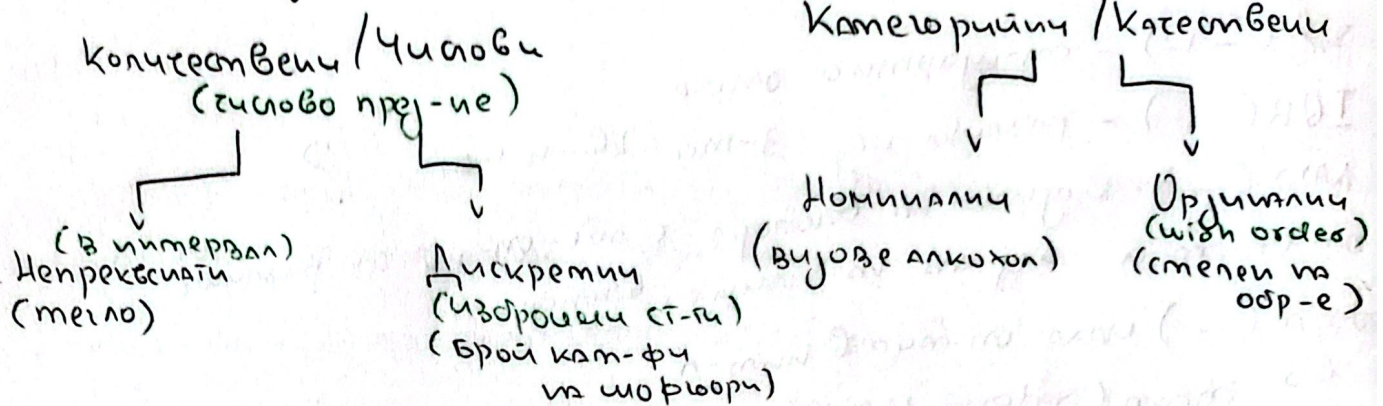 Количествени / Числови
(числово пред-не)
(в интервал)
Непрекъснати
(тегло)
Дискретни
(изброими ст-ти)
(Брой кат-фи
на шофьори)
Категорийни / Качествени
Номинални
(видове алкохол)
Ординални
(with order)
(степен на
обр-е)